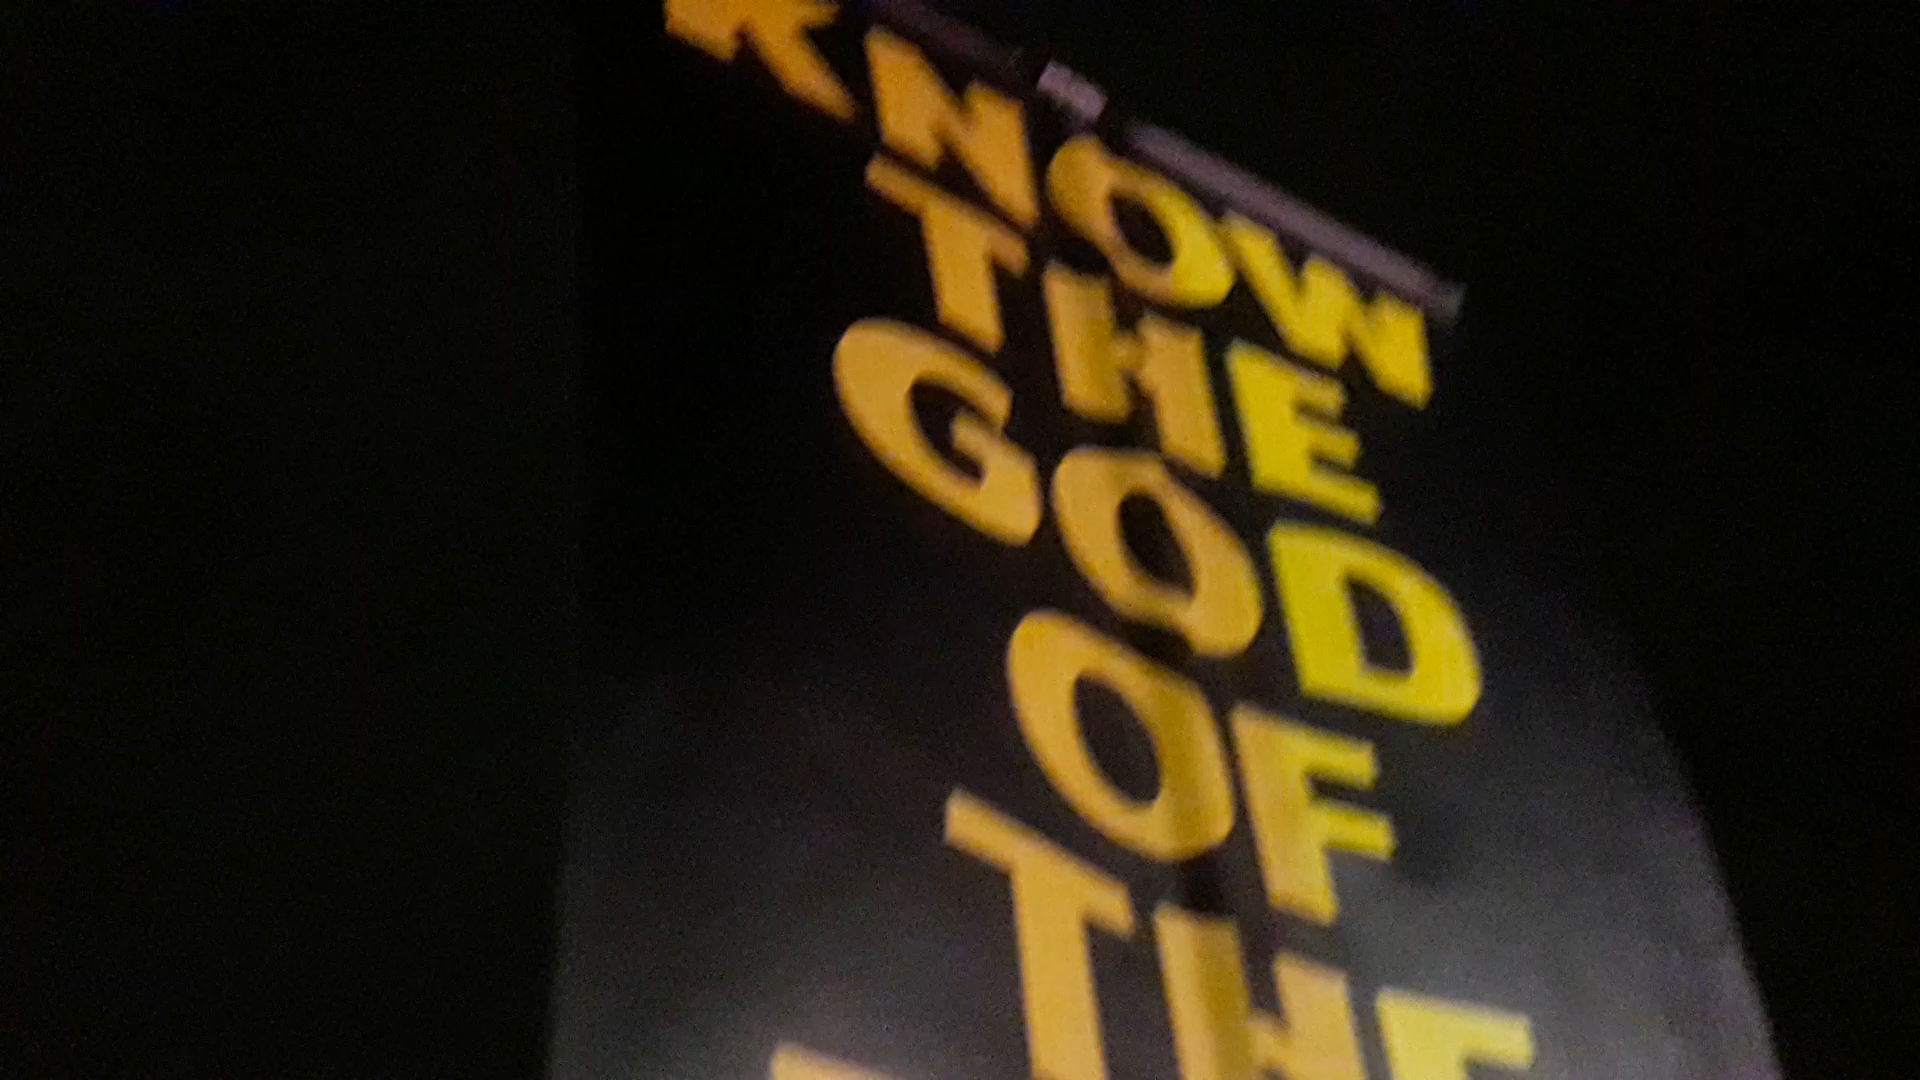 KNOW
THE
GOD
OF
THE